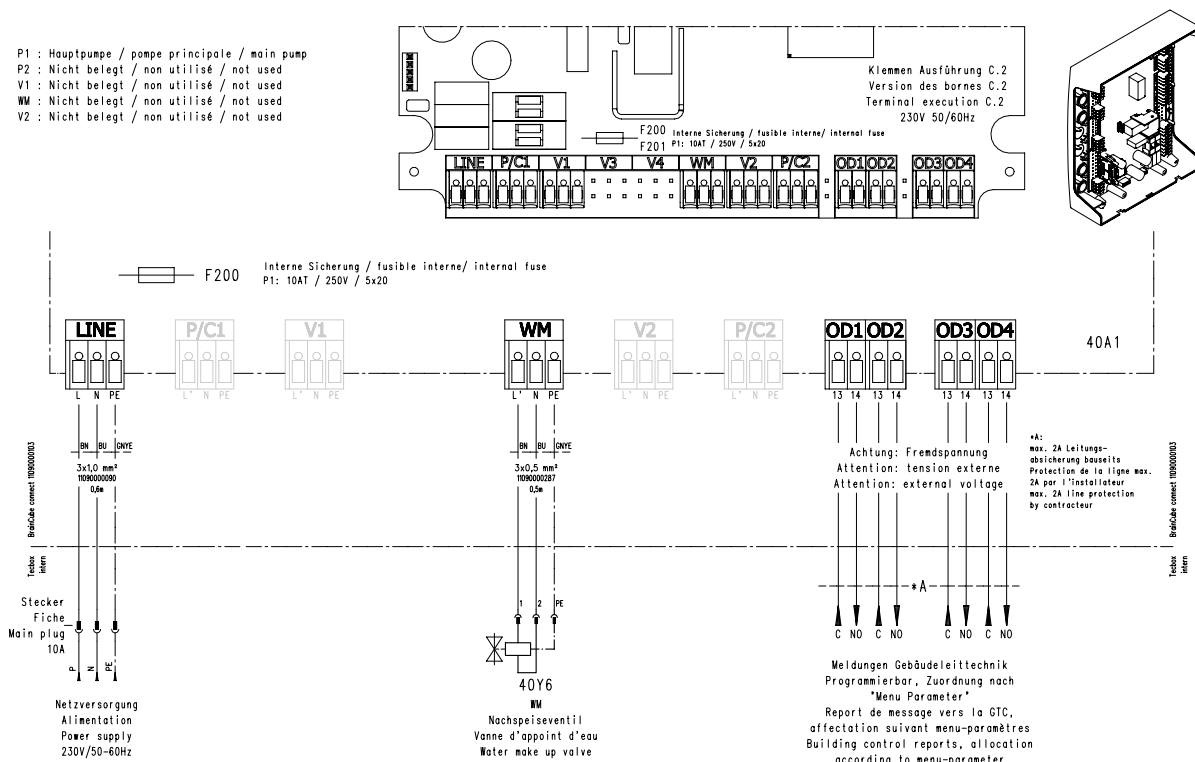 P1 : Hauptpumpe / pompe principale / main pump
P2 : Nicht belegt / non utilisé / not used
V1 : Nicht belegt / non utilisé / not used
WM : Nicht belegt / non utilisé / not used
V2 : Nicht belegt / non utilisé / not used
Klemmen Ausführung C.2
Version des bornes C.2
Terminal execution C.2
230V 50/60Hz
F200
F201
Interne Sicherung / fusible interne/ internal fuse
P1: 10AT / 250V / 5x20
LINE P/C1 V1 V3 V4 WM V2 P/C2 OD1 OD2 OD3 OD4
F200
Interne Sicherung / fusible interne/ internal fuse
P1: 10AT / 250V / 5x20
LINE P/C1 V1 WM V2 P/C2 OD1 OD2 OD3 OD4
40A1
L N PE L' N PE L' N PE L' N PE L' N PE L' N PE 13 14 13 14 13 14 13 14
BN BU GNYE
3x1,0 mm²
11090000090
0,6m
BN BU GNYE
3x0,5 mm²
11090000287
0,5m
Achtung: Fremdspannung
Attention: tension externe
Attention: external voltage
*A:
max. 2A Leitungs-
absicherung bauseits
Protection de la ligne max.
2A par l'installateur
max. 2A line protection
by contracteur
BrainCube connect 11090000103
Tecbox
intern
BrainCube connect 11090000103
Tecbox
intern
Stecker
Fiche
Main plug
10A
P N PE
Netzversorgung
Alimentation
Power supply
230V/50-60Hz
1 2 PE
40Y6
WM
Nachspeiseventil
Vanne d'appoint d'eau
Water make up valve
*A
C NO C NO C NO C NO
Meldungen Gebäudeleittechnik
Programmierbar, Zuordnung nach
"Menu Parameter"
Report de message vers la GTC,
affectation suivant menu-paramètres
Building control reports, allocation
according to menu-parameter